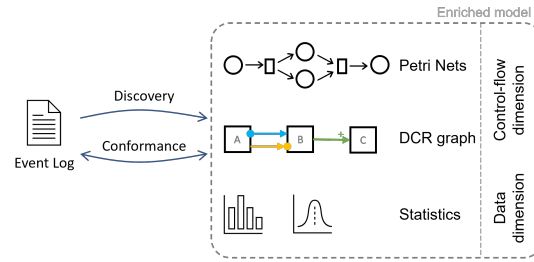 Enriched model
Discovery
Conformance
Event Log
Petri Nets
A
B
+
C
DCR graph
Statistics
Control-flow
dimension
Data
dimension